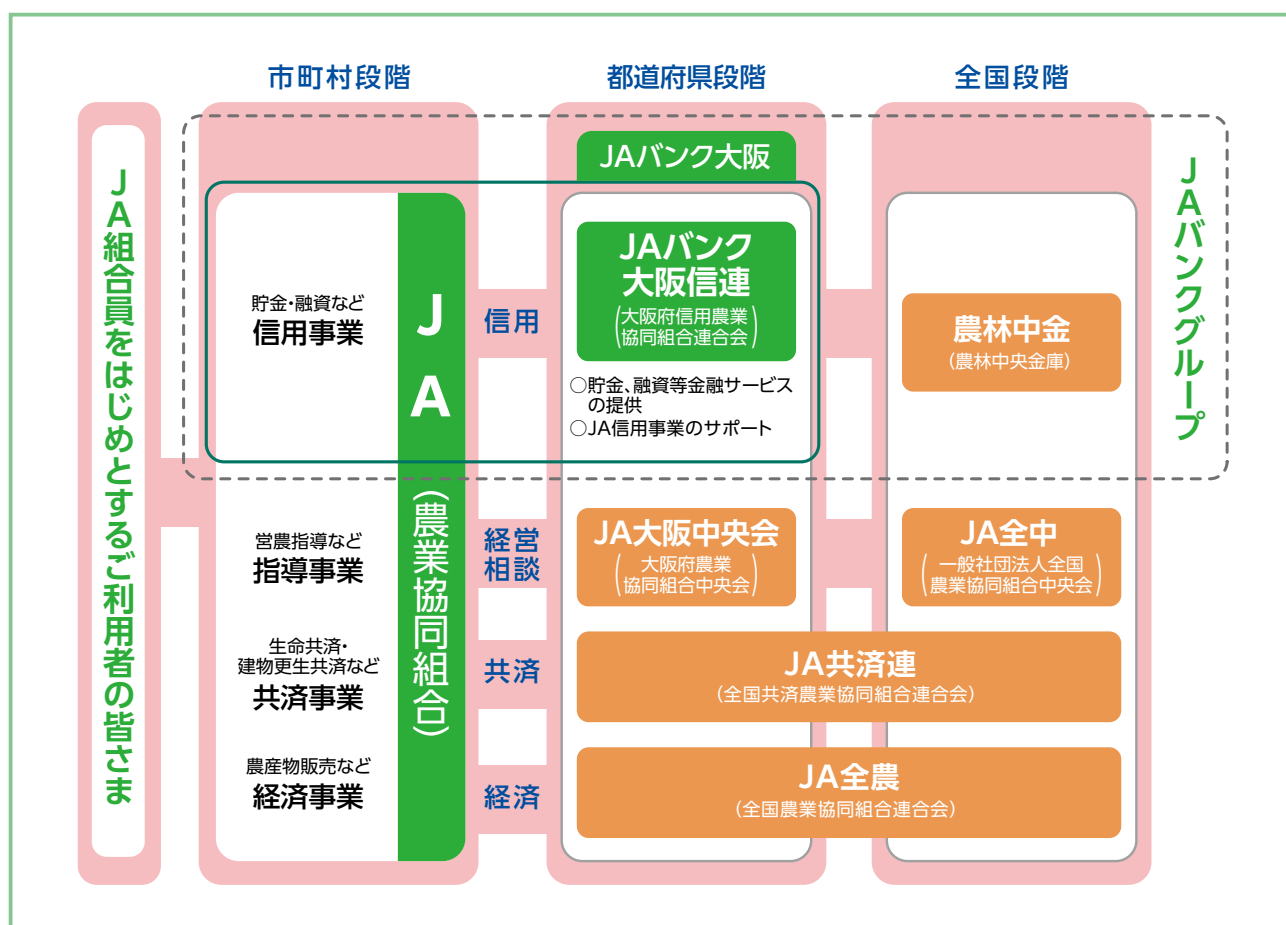 市町村段階
都道府県段階
全国段階
JA組合員をはじめとするご利用者の皆さま
JAバンクグループ
JAバンク大阪
貯金・融資など
信用事業
JA(農業協同組合)
信用
JAバンク
大阪信連
(大阪府信用農業
協同組合連合会)
○貯金、融資等金融サービス
の提供
○JA信用事業のサポート
農林中金
(農林中央金庫)
営農指導など
指導事業
経営
相談
JA大阪中央会
(大阪府農業
協同組合中央会)
JA全中
(一般社団法人全国
農業協同組合中央会)
生命共済・
建物更生共済など
共済事業
共済
JA共済連
(全国共済農業協同組合連合会)
農産物販売など
経済事業
経済
JA全農
(全国農業協同組合連合会)